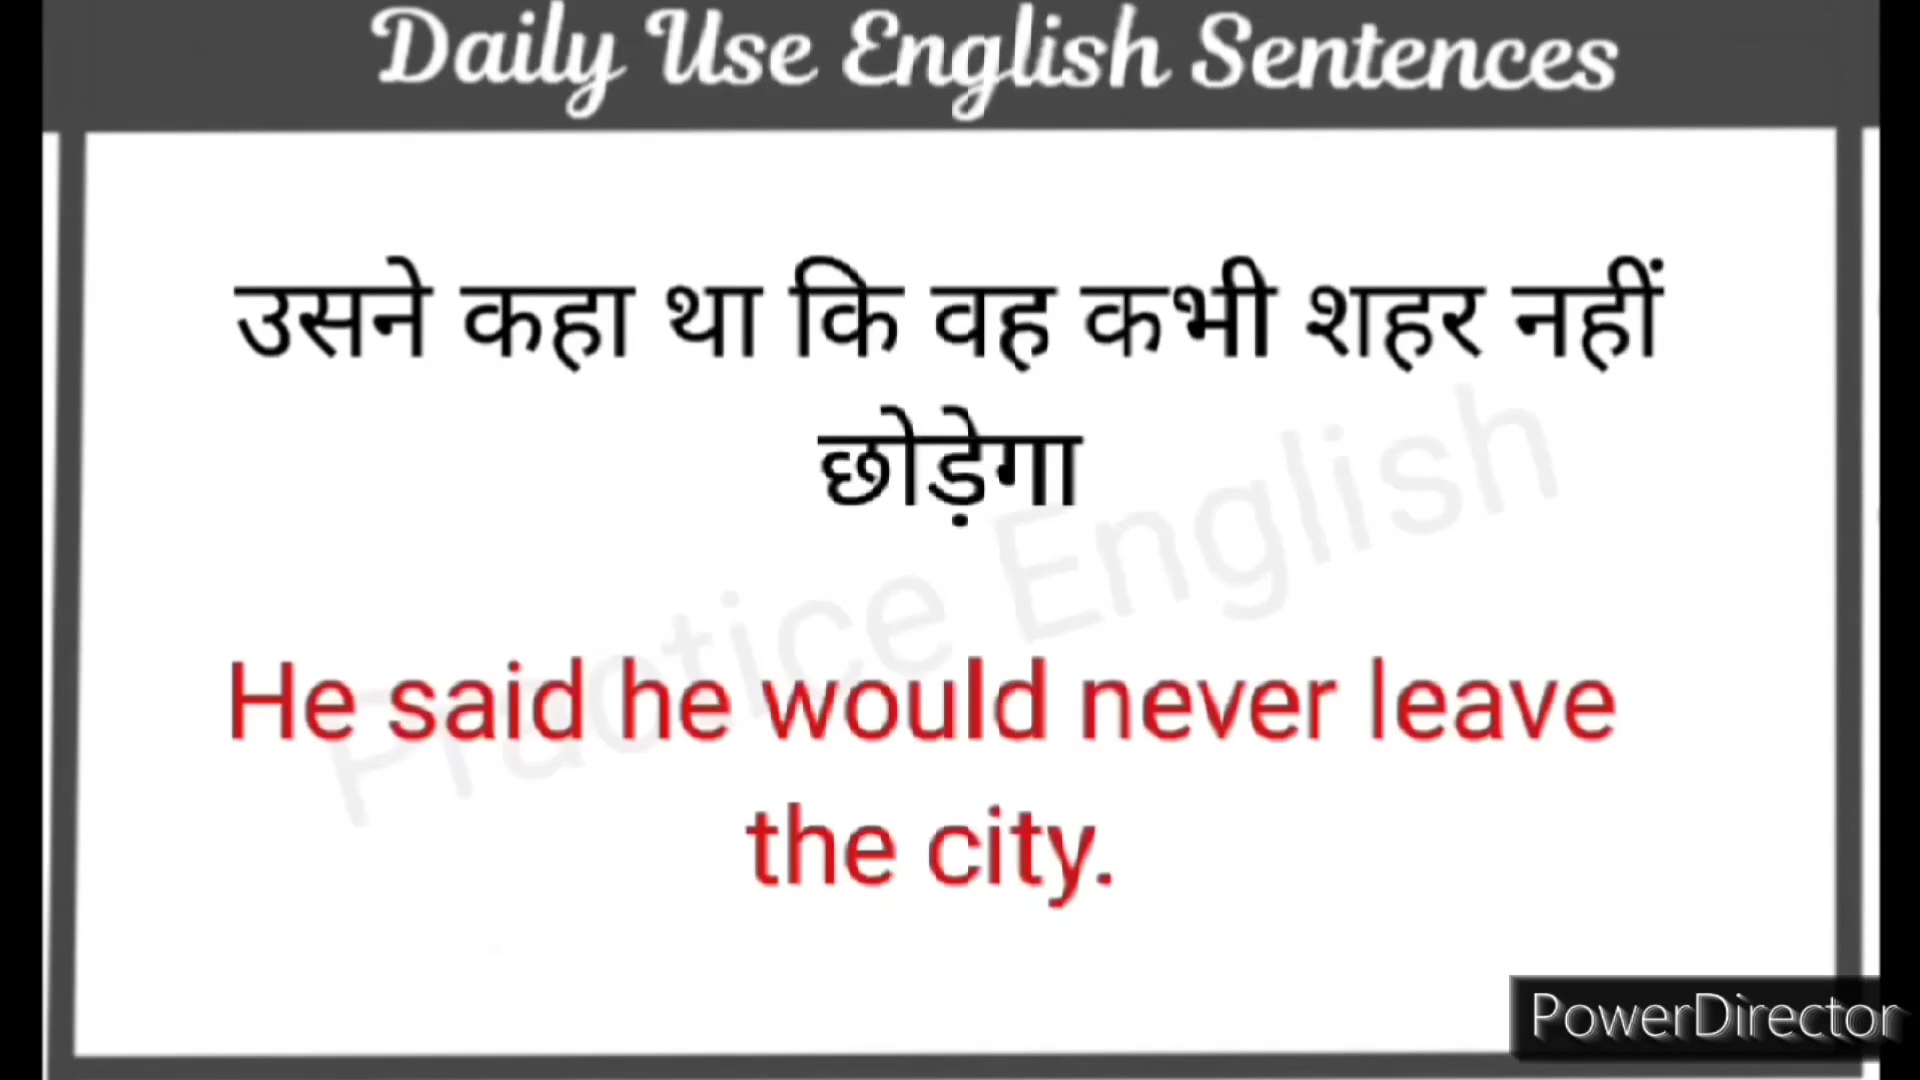 Daily Use English Sentences
उसने कहा था कि वह कभी शहर नहीं
छोड़ेगा
Practice English
He said he would never leave
the city.
PowerDirector